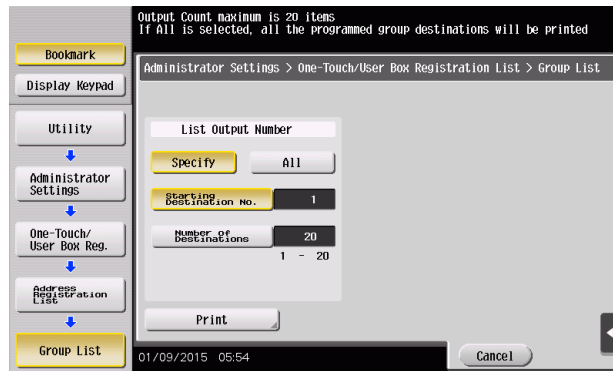 Output Count maximum is 20 items
If All is selected, all the programmed group destinations will be printed
Bookmark
Display Keypad
Administrator Settings > One-Touch/User Box Registration List > Group List
Utility
Administrator
Settings
One-Touch/
User Box Reg.
Address
Registration
List
Group List
List Output Number
Specify
All
Starting
Destination No.
1
Number of
Destinations
20
1 - 20
Print
01/09/2015 05:54
Cancel